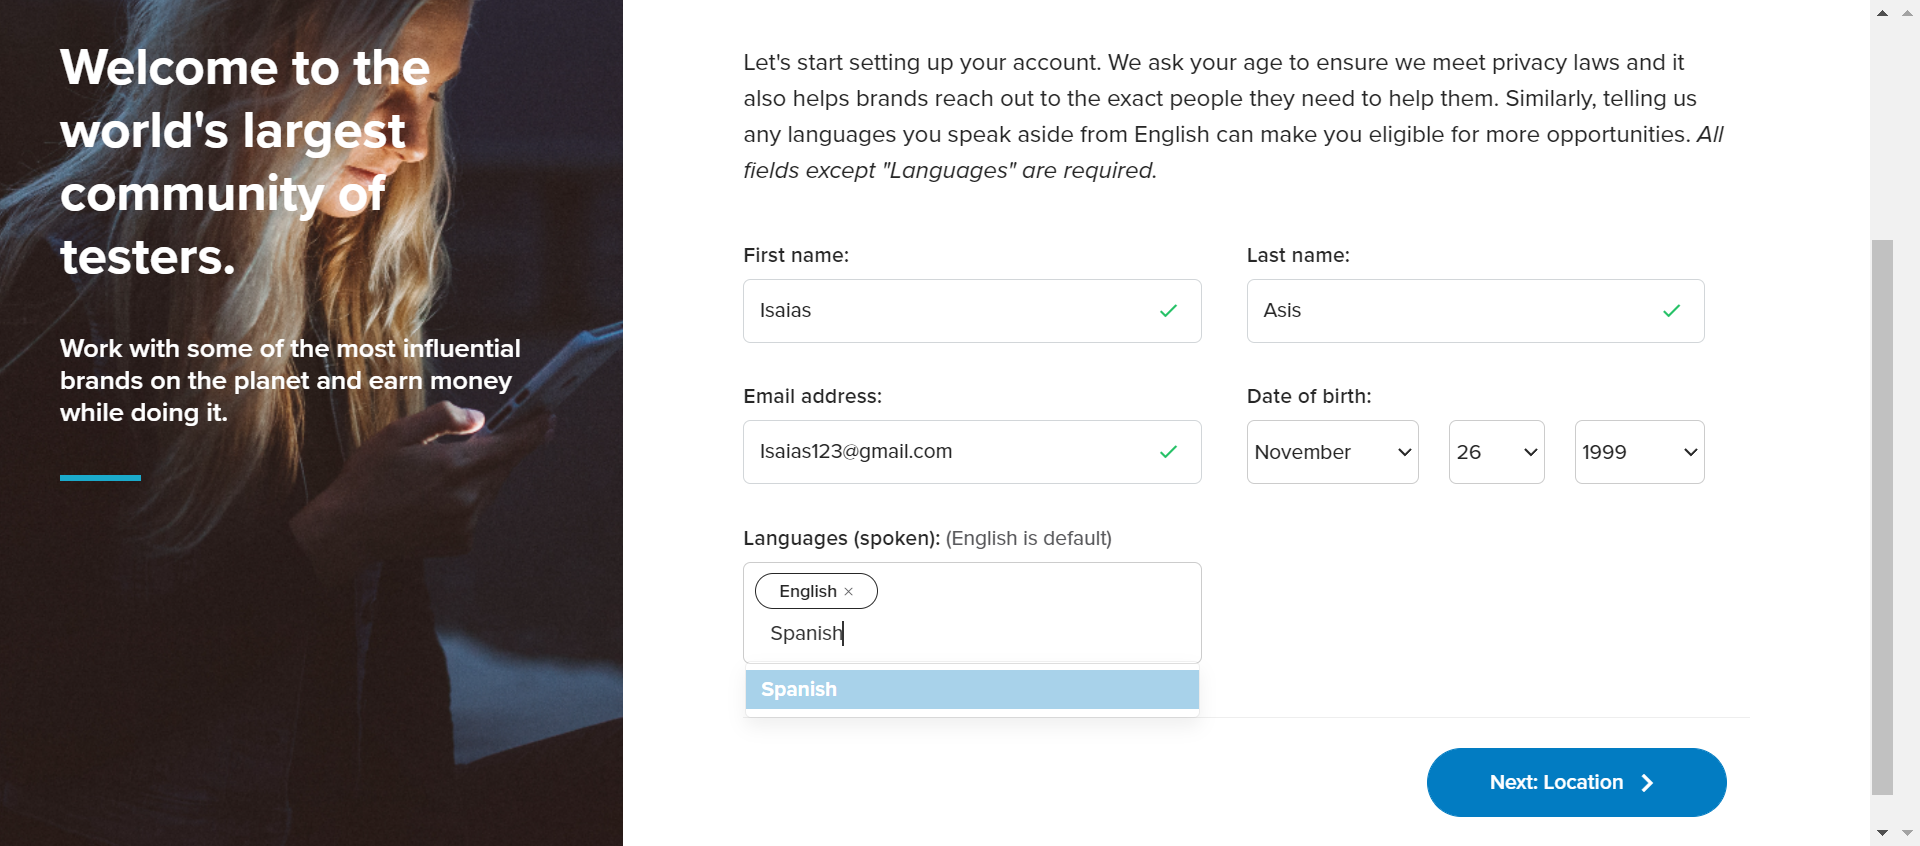 Welcome to the
world's largest
community of
testers.
Work with some of the most influential
brands on the planet and earn money
while doing it.
Let's start setting up your account. We ask your age to ensure we meet privacy laws and it
also helps brands reach out to the exact people they need to help them. Similarly, telling us
any languages you speak aside from English can make you eligible for more opportunities. All
fields except "Languages" are required.
First name:
Last name:
Isaias
Asis
Email address:
Date of birth:
Isaias123@gmail.com
November
26
1999
Languages (spoken): (English is default)
English ×
Spanish
Spanish
Next: Location